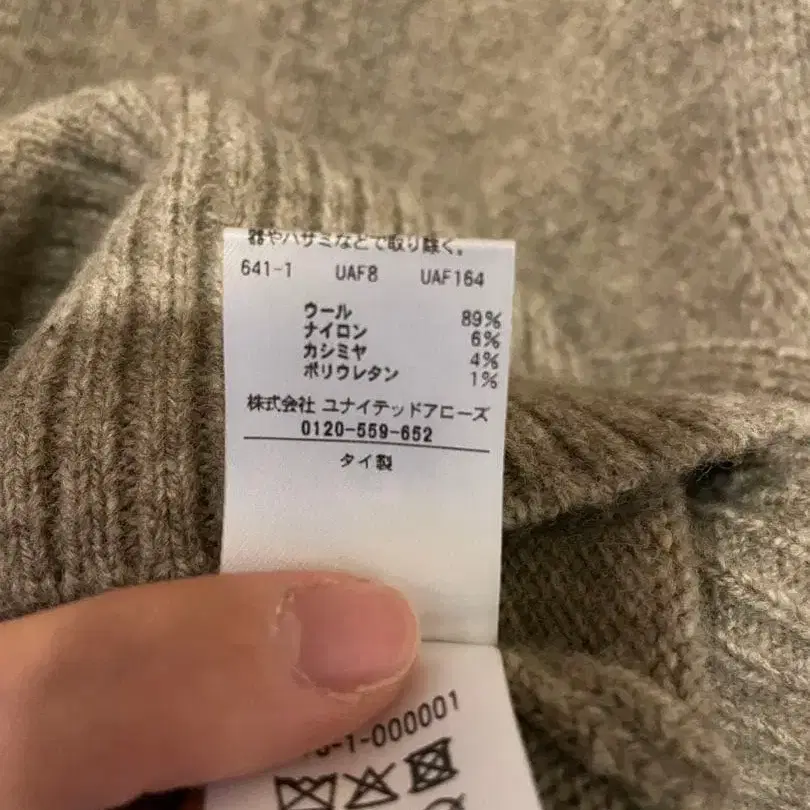 器やハサミなどで取り除く。
641-1 UAF8 UAF164
ウール 89%
ナイロン 6%
カシミヤ 4%
ポリウレタン 1%
株式会社 ユナイテッドアローズ
0120-559-652
タイ製
-1-000001